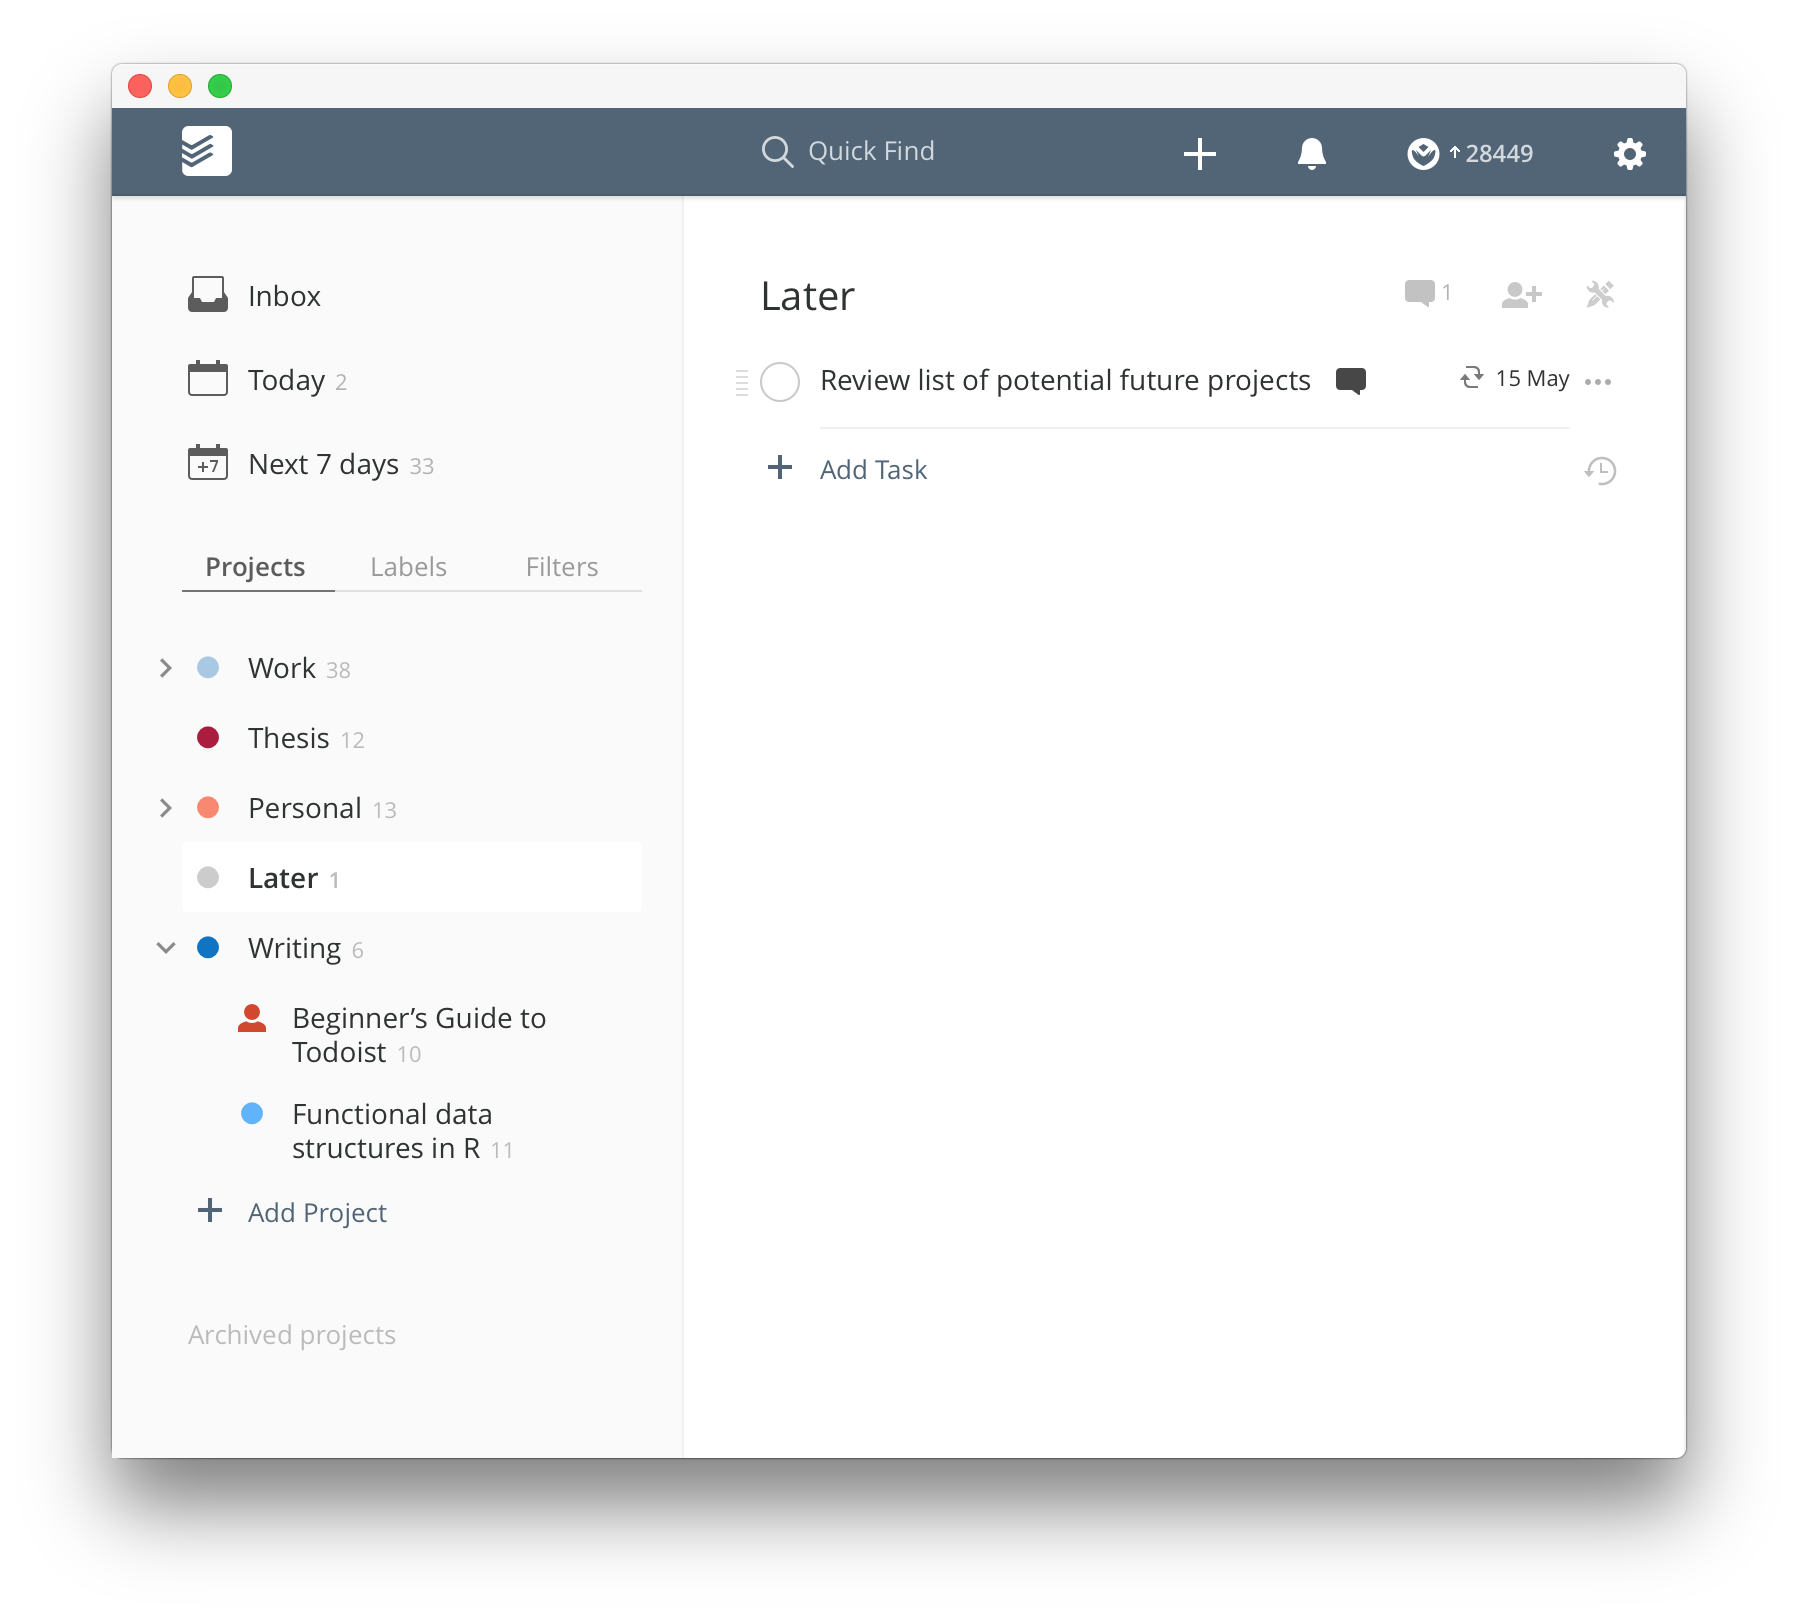 Quick Find
28449
Inbox
Today 2
+7
Next 7 days 33
Projects Labels Filters
Work 38
Thesis 12
Personal 13
Later 1
Writing 6
Beginner’s Guide to
Todoist 10
Functional data
structures in R 11
Add Project
Archived projects
Later
1
Review list of potential future projects 15 May
Add Task